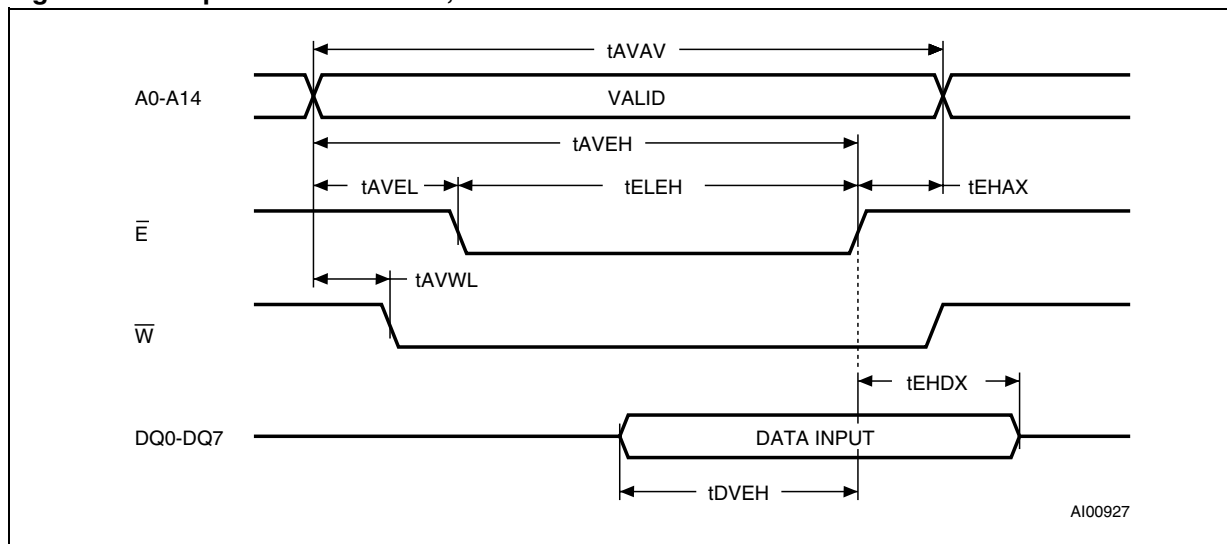 tAVAV
A0-A14
VALID
tAVEH
tAVEL
tELEH
tEHAX
E̅
tAVWL
W̅
tEHDX
DQ0-DQ7
DATA INPUT
tDVEH
AI00927